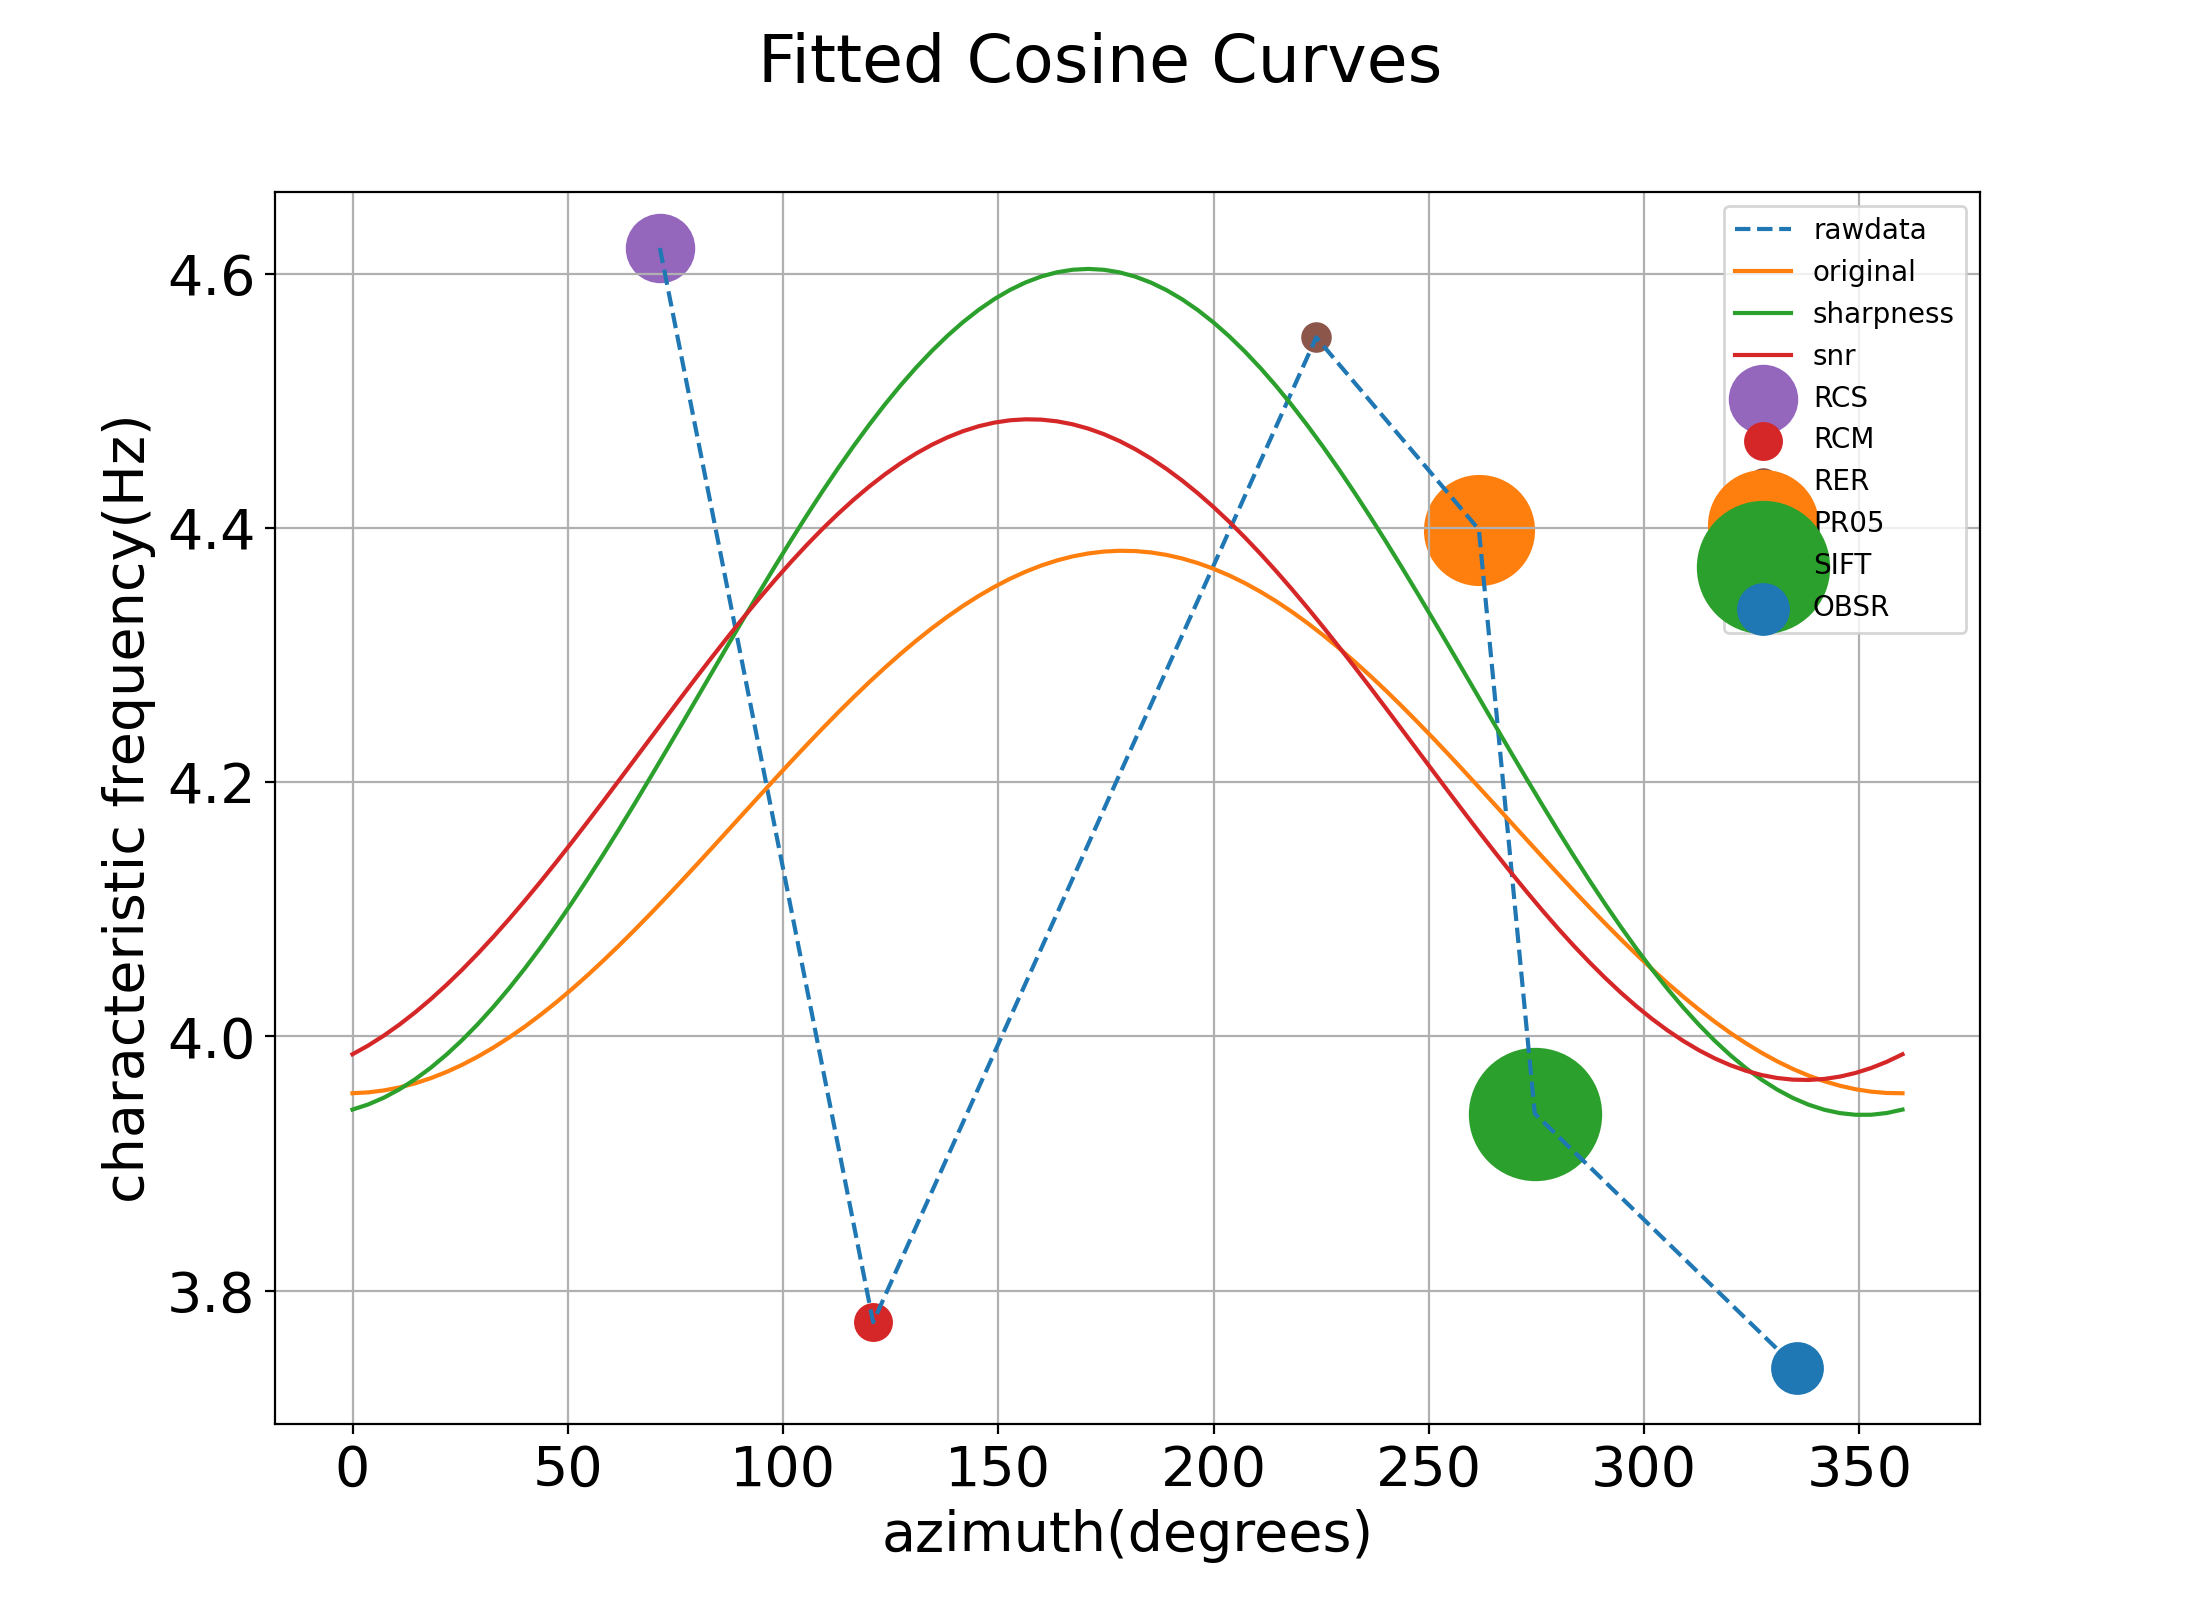 Fitted Cosine Curves
rawdata
original
sharpness
snr
RCS
RCM
RER
PR05
SIFT
OBSR
characteristic frequency(Hz)
4.6
4.4
4.2
4.0
3.8
0 50 100 150 200 250 300 350
azimuth(degrees)